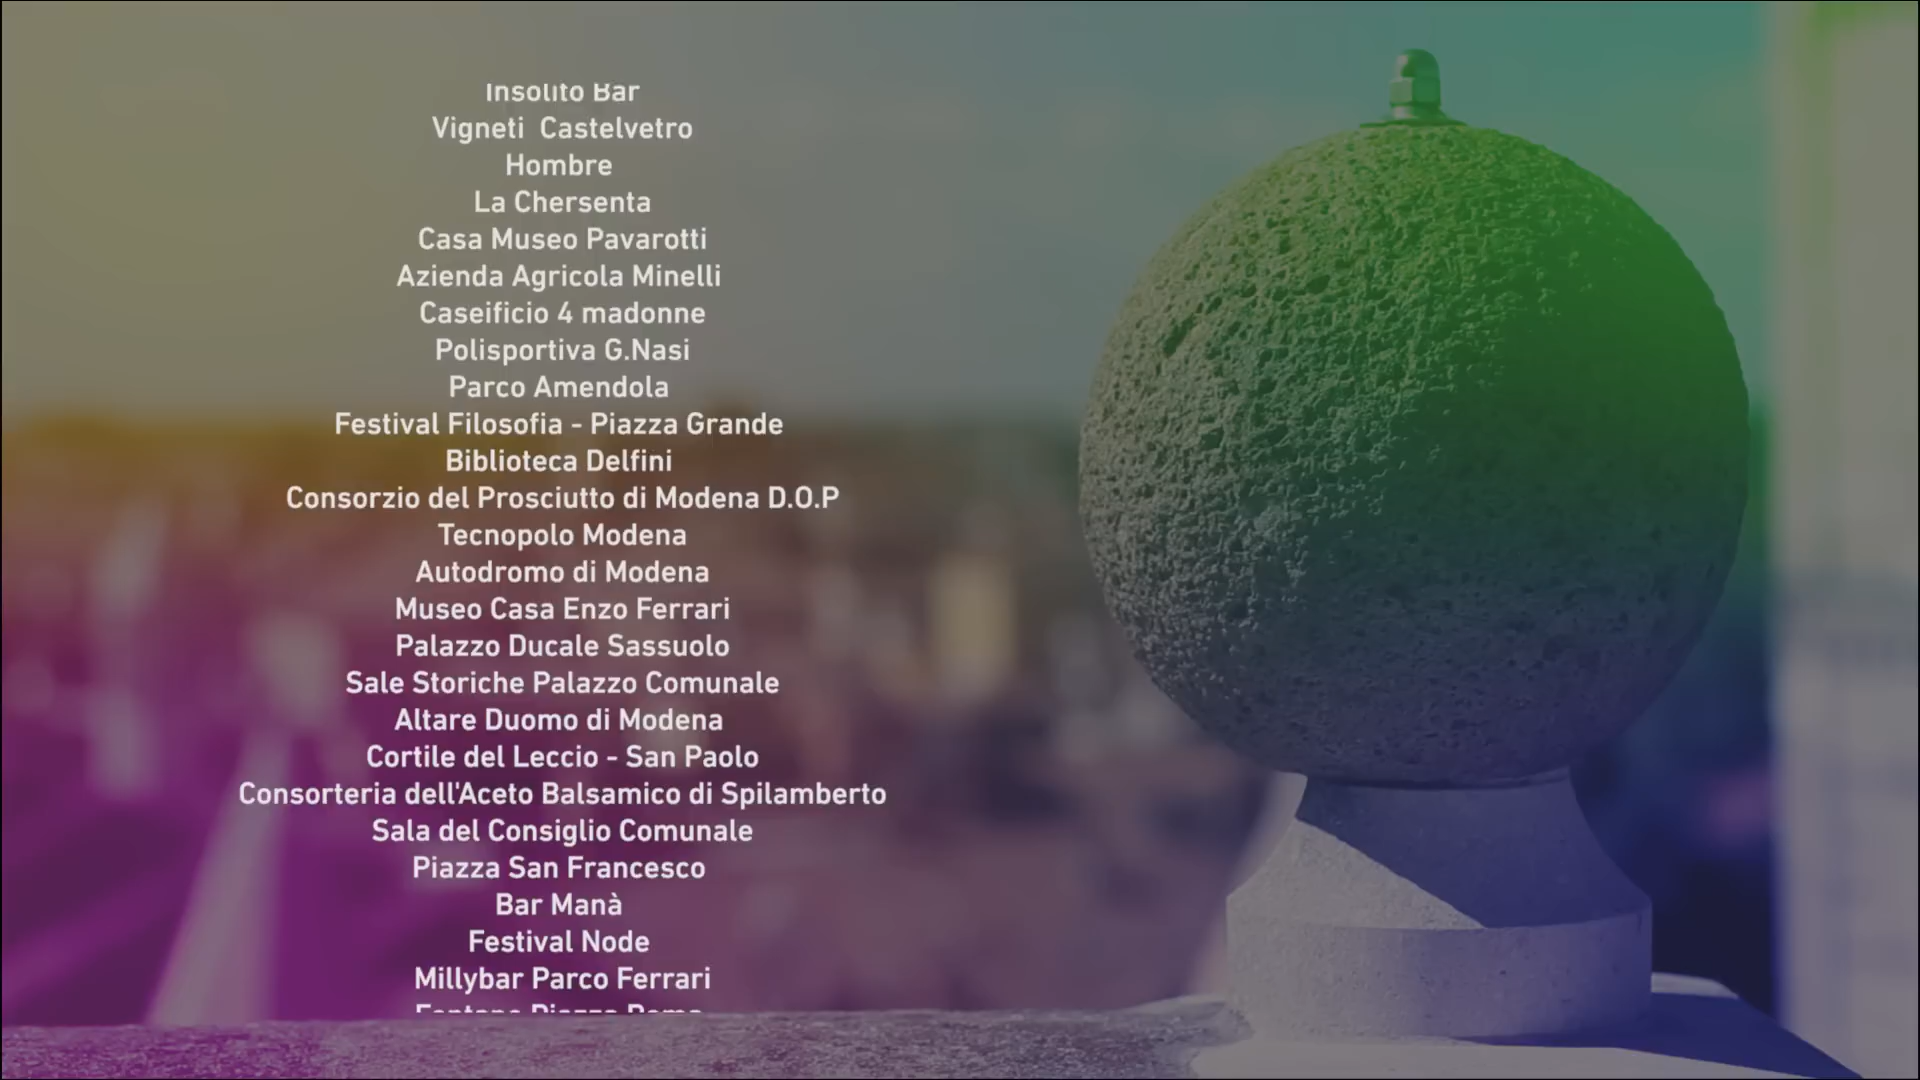 Insolito Bar
Vigneti  Castelvetro
Hombre
La Chersenta
Casa Museo Pavarotti
Azienda Agricola Minelli
Caseificio 4 madonne
Polisportiva G.Nasi
Parco Amendola
Festival Filosofia - Piazza Grande
Biblioteca Delfini
Consorzio del Prosciutto di Modena D.O.P
Tecnopolo Modena
Autodromo di Modena
Museo Casa Enzo Ferrari
Palazzo Ducale Sassuolo
Sale Storiche Palazzo Comunale
Altare Duomo di Modena
Cortile del Leccio - San Paolo
Consorteria dell'Aceto Balsamico di Spilamberto
Sala del Consiglio Comunale
Piazza San Francesco
Bar Manà
Festival Node
Millybar Parco Ferrari